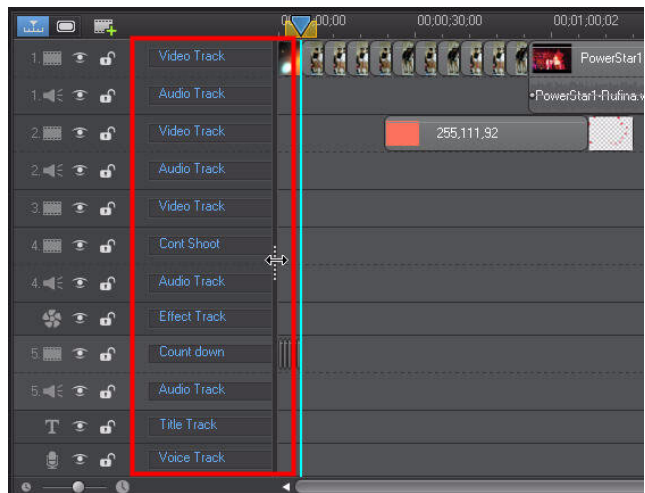 00;00 00;00;30;00 00;01;00;02
1. Video Track PowerStar1
1. Audio Track •PowerStar1-Rufina.w
2. Video Track 255,111,92
2. Audio Track
3. Video Track
4. Cont Shoot
4. Audio Track
Effect Track
5. Count down
5. Audio Track
T Title Track
Voice Track